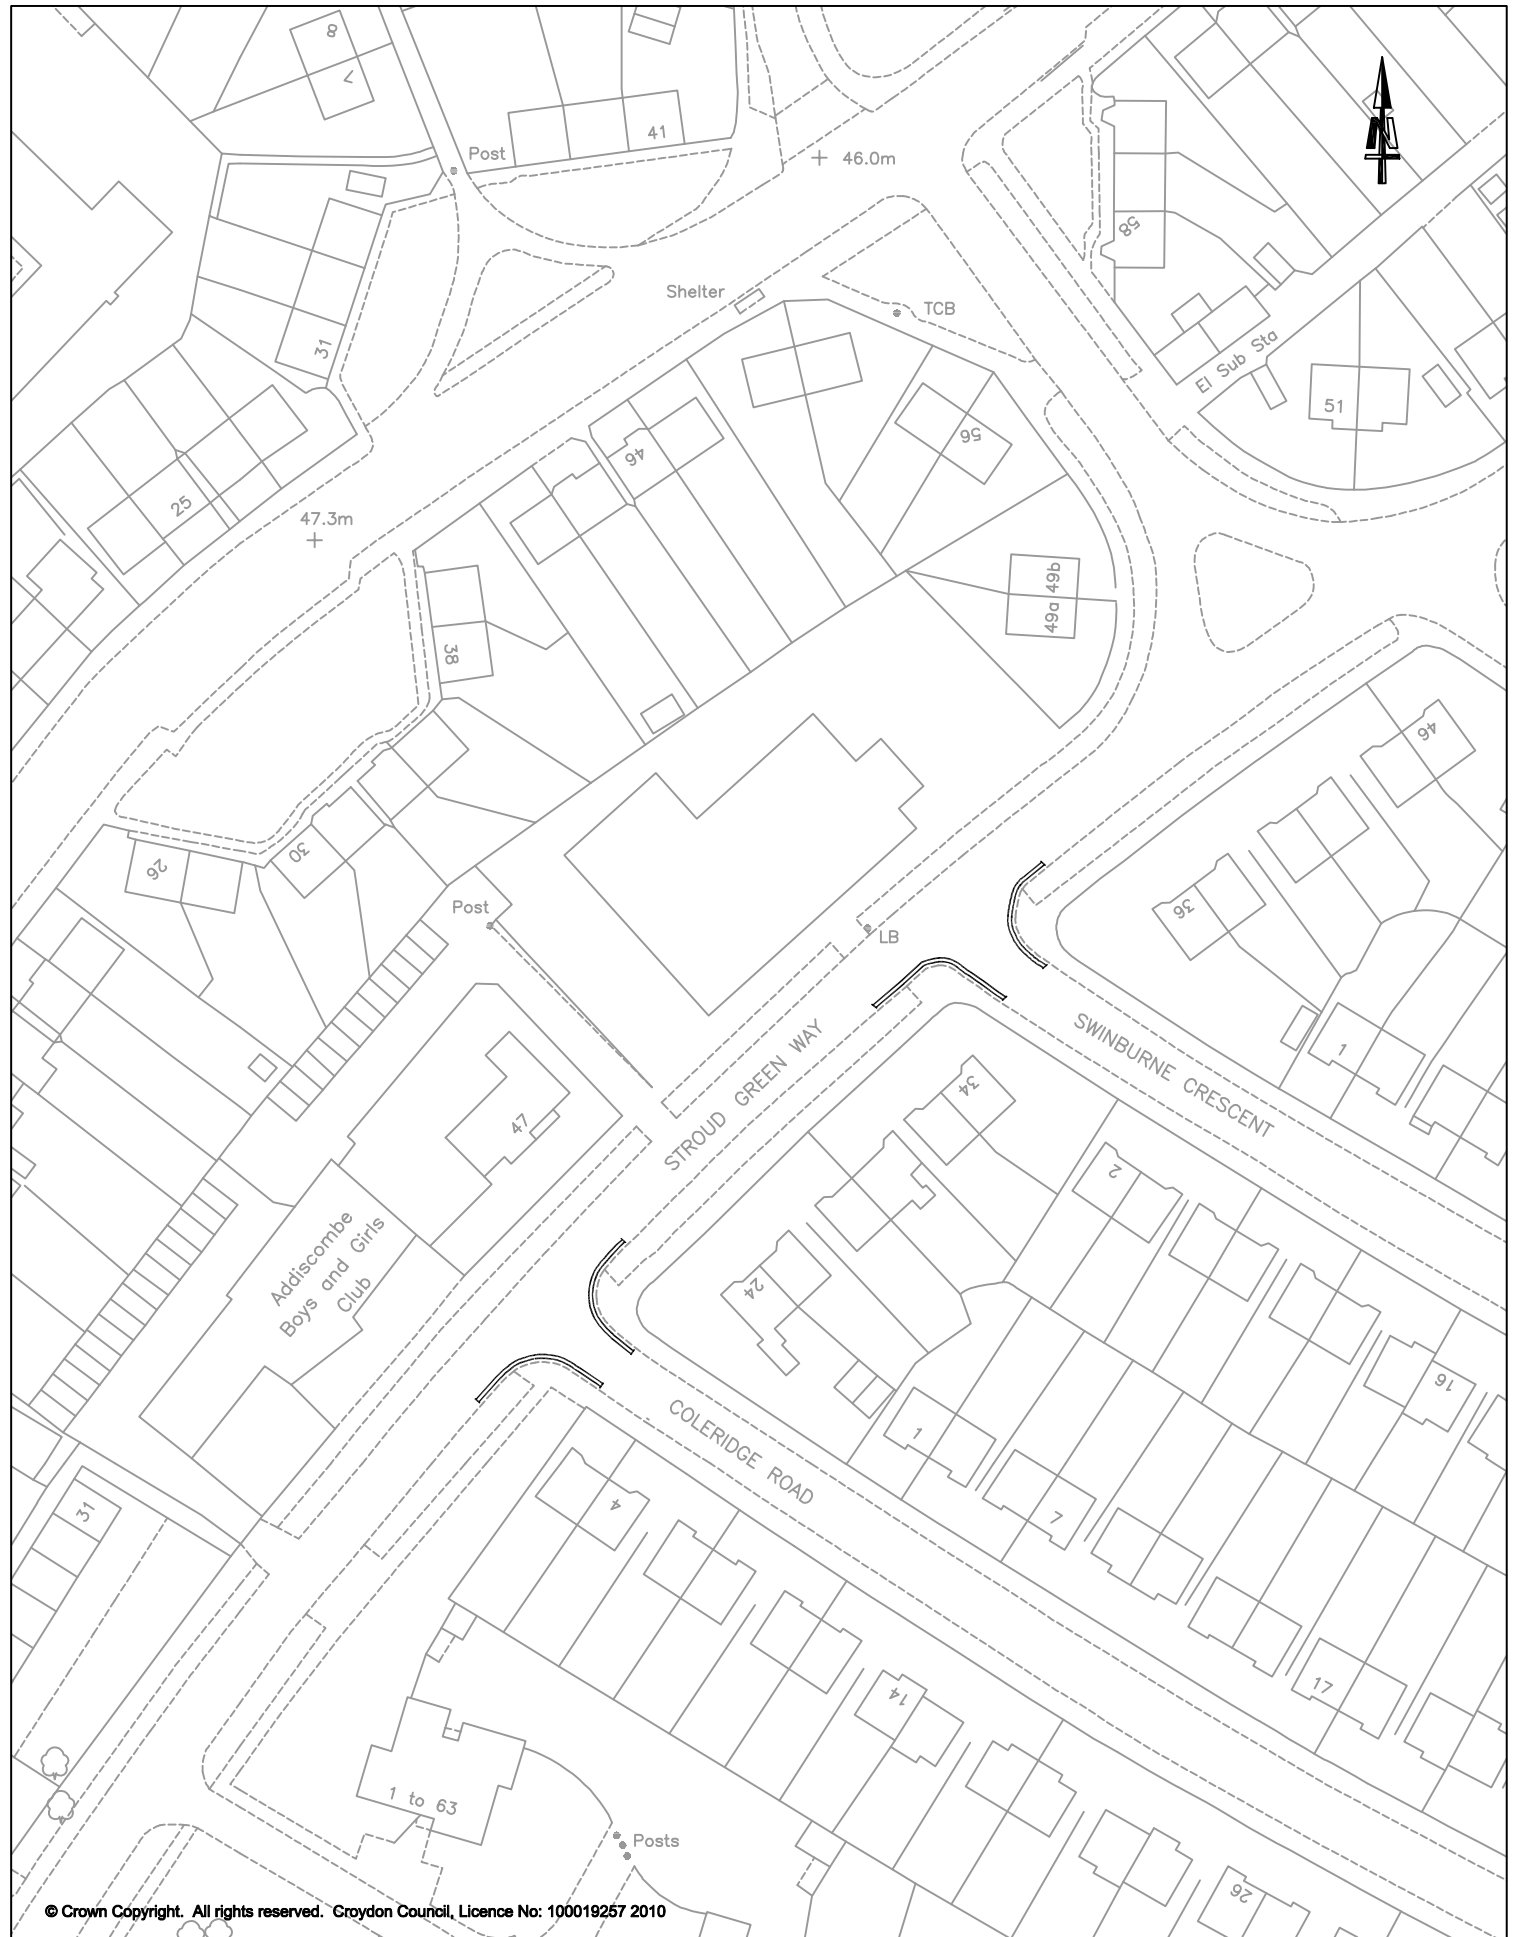 8
7
41
Post
46.0m
N
58
Shelter
TCB
31
El Sub Sta
51
46
56
25
47.3m
49a 49b
38
46
26
30
36
Post
LB
SWINBURNE CRESCENT
1
STROUD GREEN WAY
34
47
2
Addiscombe
Boys and Girls
Club
24
16
COLERIDGE ROAD
1
4
7
31
17
14
1 to 63
Posts
26
© Crown Copyright. All rights reserved. Croydon Council, Licence No: 100019257 2010